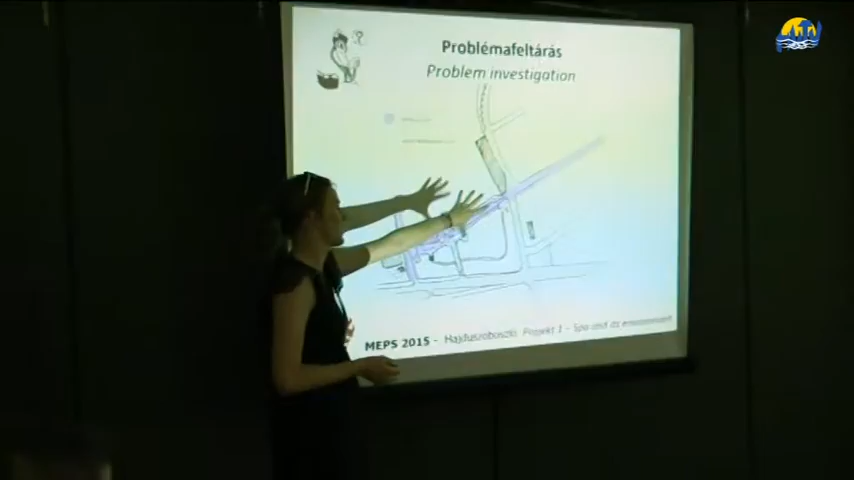 Problémafeltárás
Problem investigation
MEPS 2015 - Hajdúszoboszló Projekt 1 - Spa and its environment